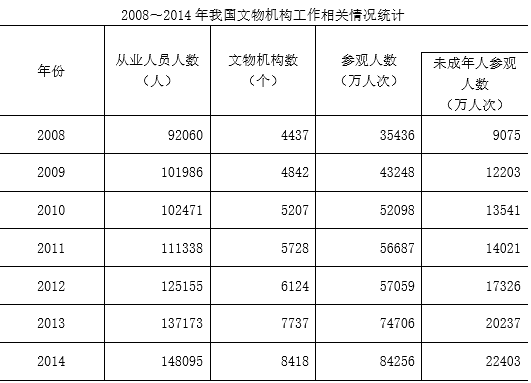 2008～2014 年我国文物机构工作相关情况统计
年份 从业人员人数（人） 文物机构数（个） 参观人数（万人次） 未成年人参观人数（万人次）
2008 92060 4437 35436 9075
2009 101986 4842 43248 12203
2010 102471 5207 52098 13541
2011 111338 5728 56687 14021
2012 125155 6124 57059 17326
2013 137173 7737 74706 20237
2014 148095 8418 84256 22403